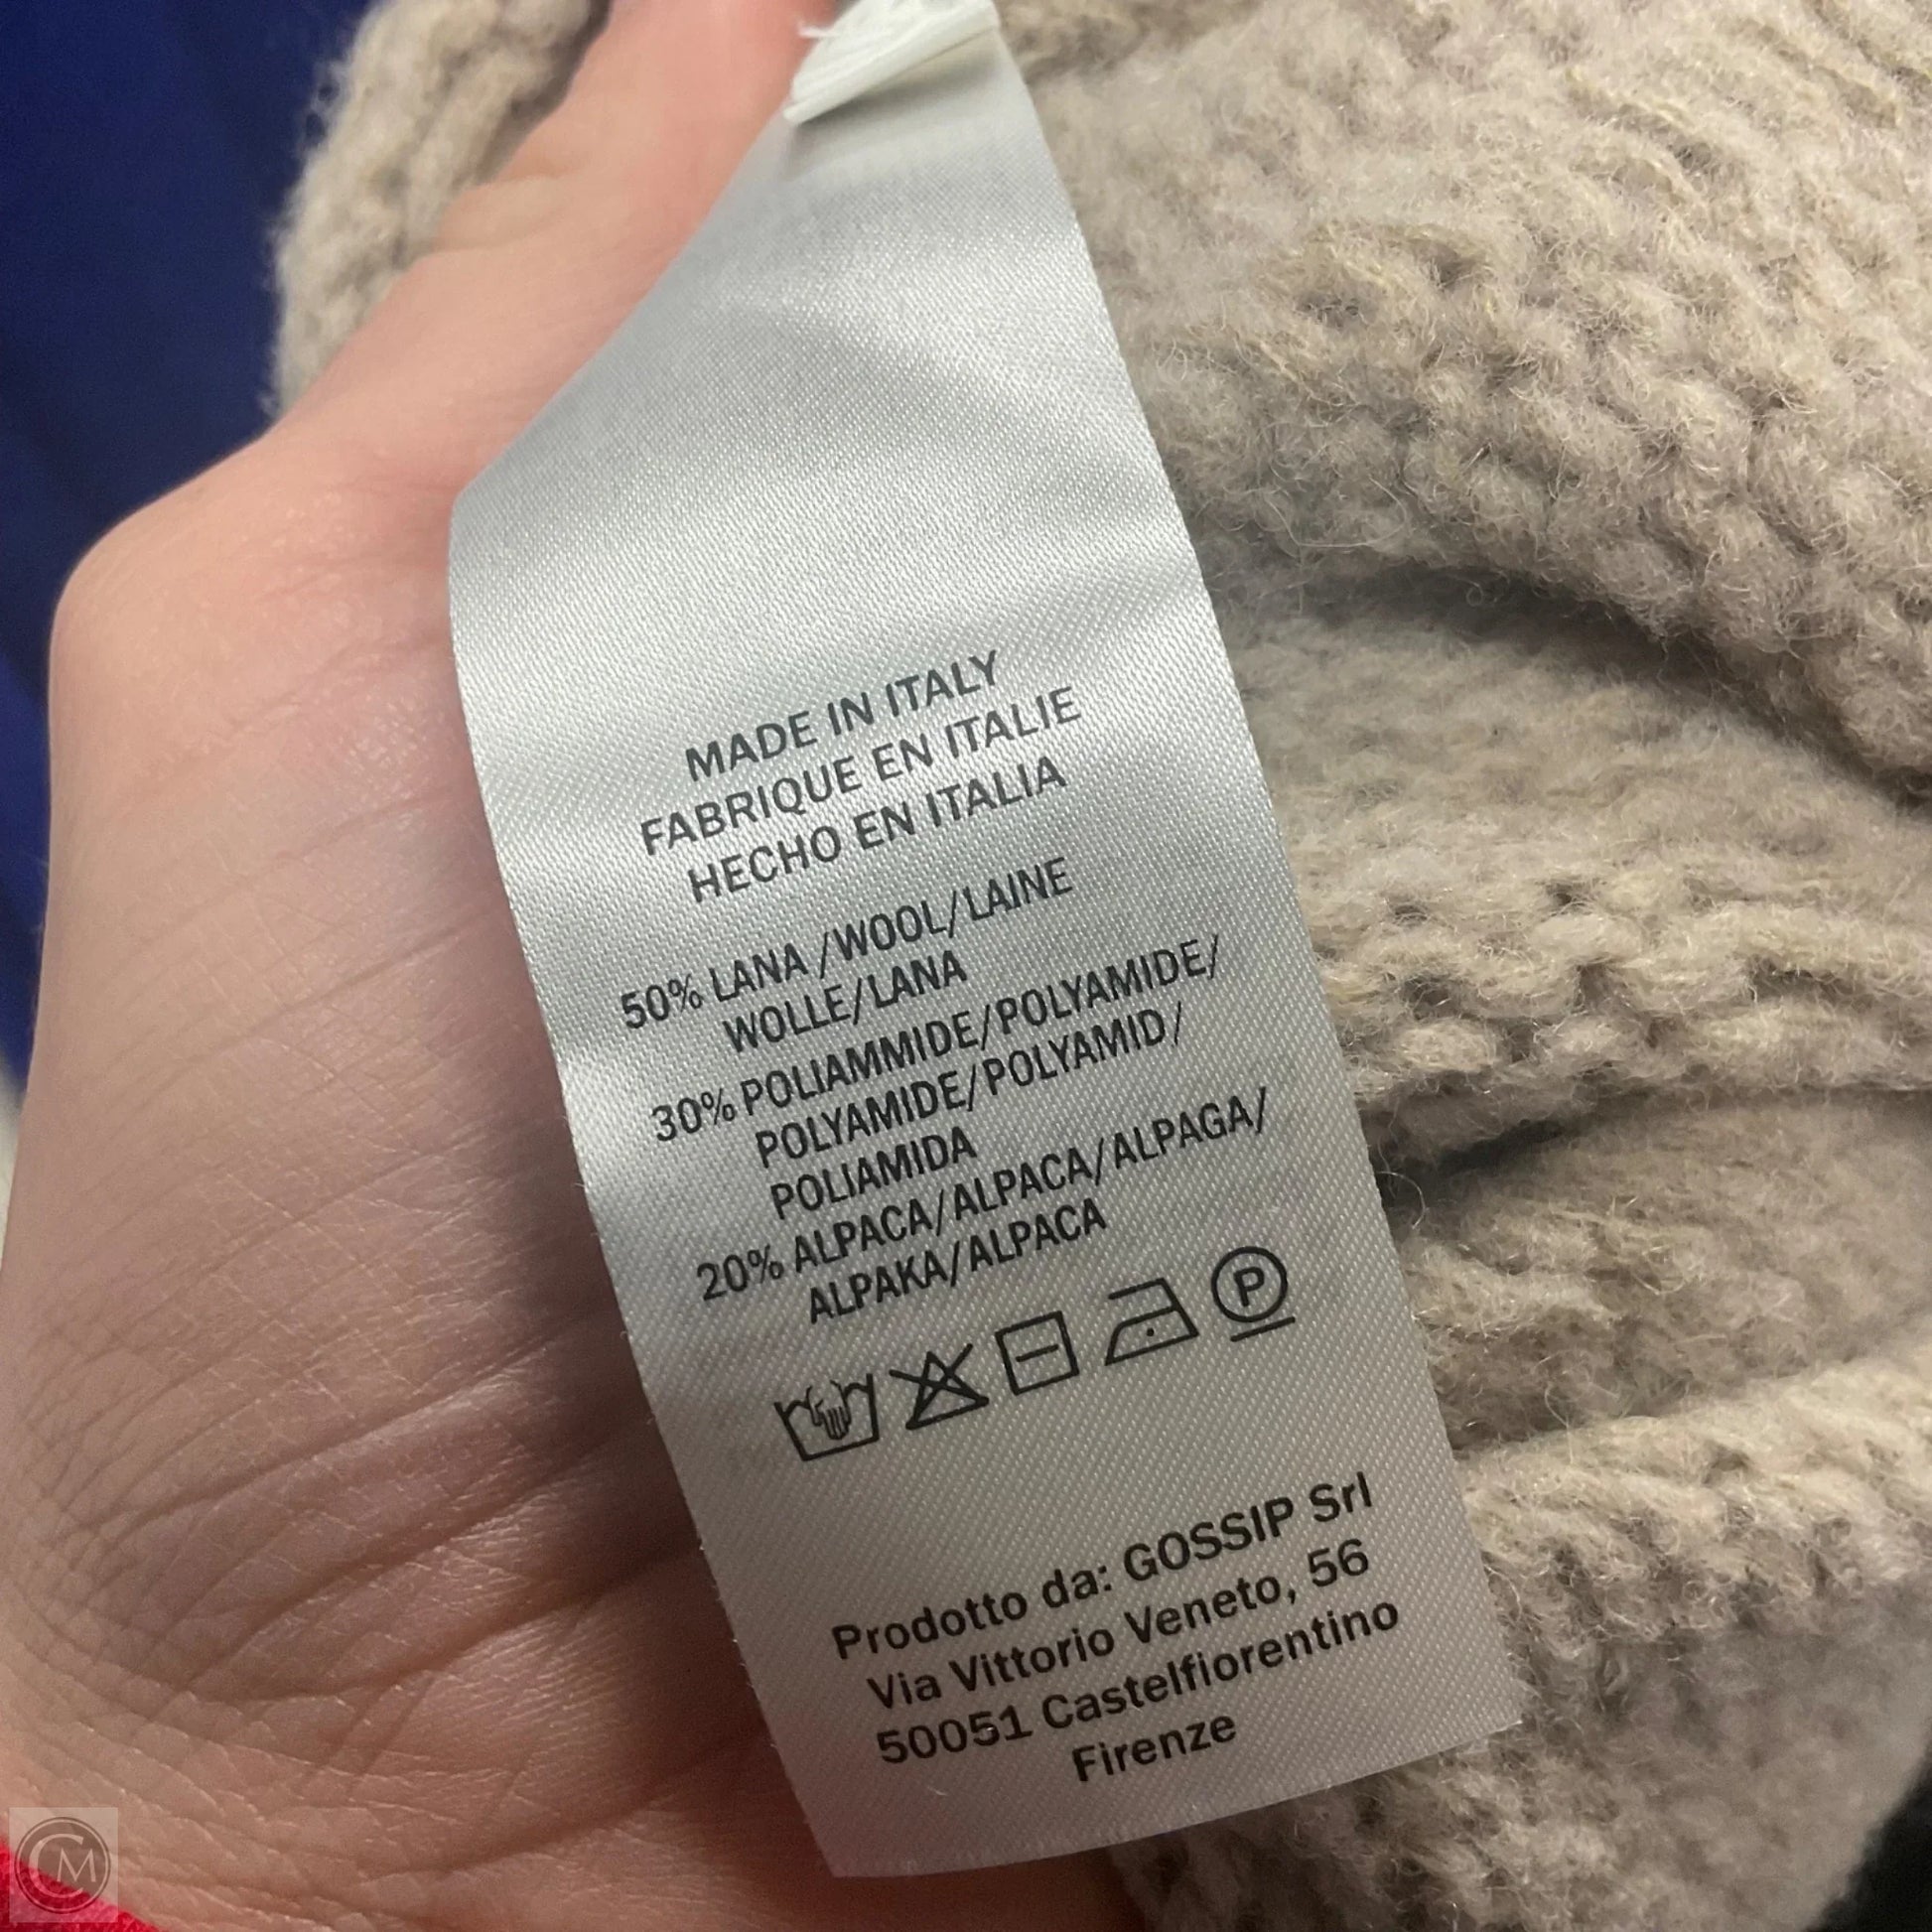 MADE IN ITALY
FABRIQUE EN ITALIE
HECHO EN ITALIA
50% LANA /WOOL/LAINE
WOLLE/LANA
30% POLIAMMIDE/POLYAMIDE/
POLYAMIDE/POLYAMID/
POLIAMIDA
20% ALPACA/ALPACA/ALPAGA/
ALPAKA/ALPACA
P
Prodotto da: GOSSIP Srl
Via Vittorio Veneto, 56
50051 Castelfiorentino
Firenze
CM